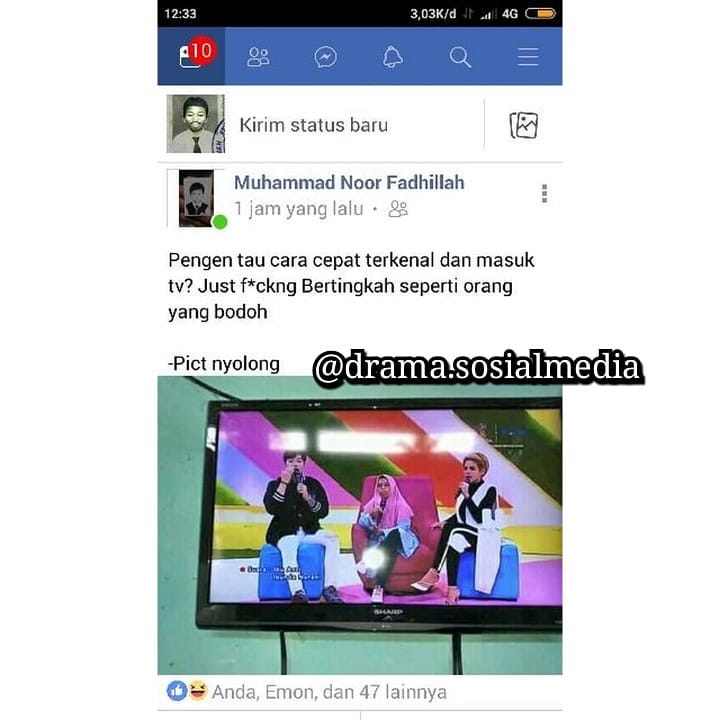 12:33
3,03K/d
4G
10
Kirim status baru
Muhammad Noor Fadhillah
1 jam yang lalu ·
Pengen tau cara cepat terkenal dan masuk
tv? Just f*ckng Bertingkah seperti orang
yang bodoh
-Pict nyolong
@drama.sosialmedia
SHARP
Anda, Emon, dan 47 lainnya